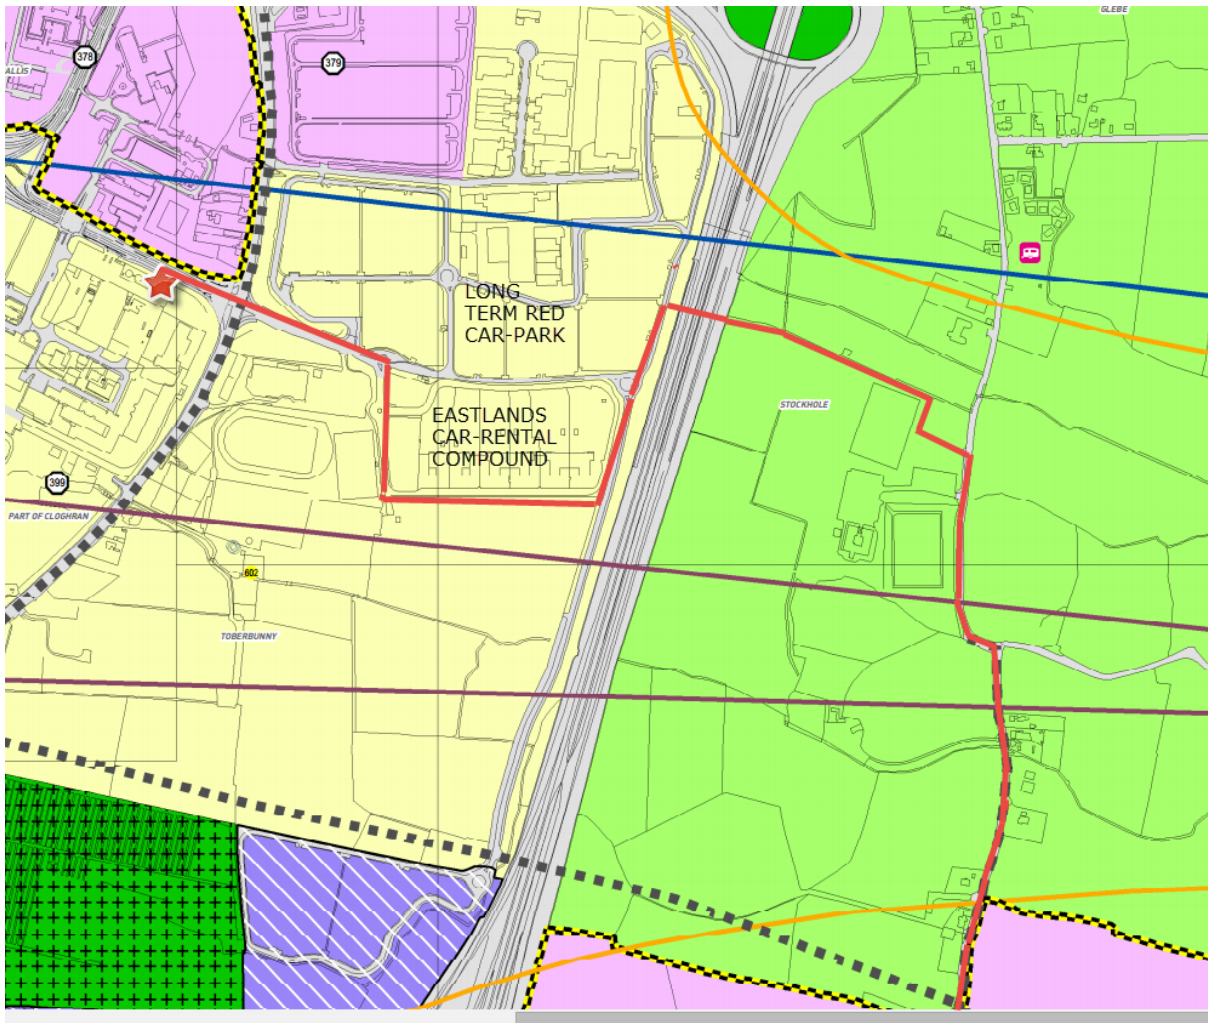 GLEBE
378
379
ALLIS
LONG
TERM RED
CAR-PARK
STOCKHOLE
EASTLANDS
CAR-RENTAL
COMPOUND
399
PART OF CLOGHRAN
602
TOBERBUNNY